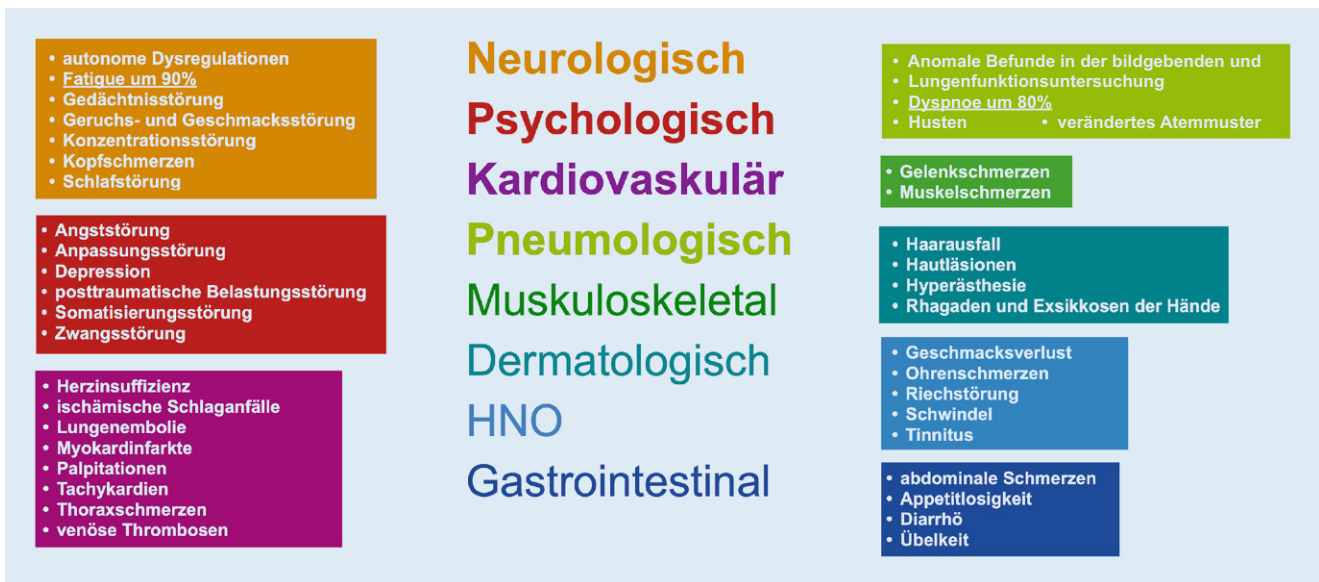 • autonome Dysregulationen
• Fatigue um 90%
• Gedächtnisstörung
• Geruchs- und Geschmacksstörung
• Konzentrationsstörung
• Kopfschmerzen
• Schlafstörung
• Angststörung
• Anpassungsstörung
• Depression
• posttraumatische Belastungsstörung
• Somatisierungsstörung
• Zwangsstörung
• Herzinsuffizienz
• ischämische Schlaganfälle
• Lungenembolie
• Myokardinfarkte
• Palpitationen
• Tachykardien
• Thoraxschmerzen
• venöse Thrombosen
Neurologisch
Psychologisch
Kardiovaskulär
Pneumologisch
Muskuloskeletal
Dermatologisch
HNO
Gastrointestinal
• Anomale Befunde in der bildgebenden und
• Lungenfunktionsuntersuchung
• Dyspnoe um 80%
• Husten • verändertes Atemmuster
• Gelenkschmerzen
• Muskelschmerzen
• Haarausfall
• Hautläsionen
• Hyperästhesie
• Rhagaden und Exsikkosen der Hände
• Geschmacksverlust
• Ohrenschmerzen
• Riechstörung
• Schwindel
• Tinnitus
• abdominale Schmerzen
• Appetitlosigkeit
• Diarrhö
• Übelkeit